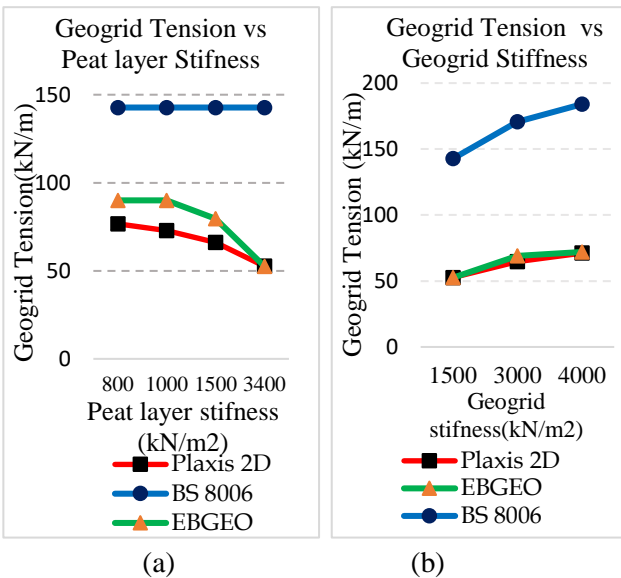 Geogrid Tension vs
Peat layer Stifness
Geogrid Tension(kN/m)
150
100
50
0
800 1000 1500 3400
Peat layer stifness
(kN/m2)
Plaxis 2D
BS 8006
EBGEO
(a)
Geogrid Tension vs
Geogrid Stiffness
Geogrid Tension (kN/m)
200
150
100
50
0
1500 3000 4000
Geogrid
stifness(kN/m2)
Plaxis 2D
EBGEO
BS 8006
(b)